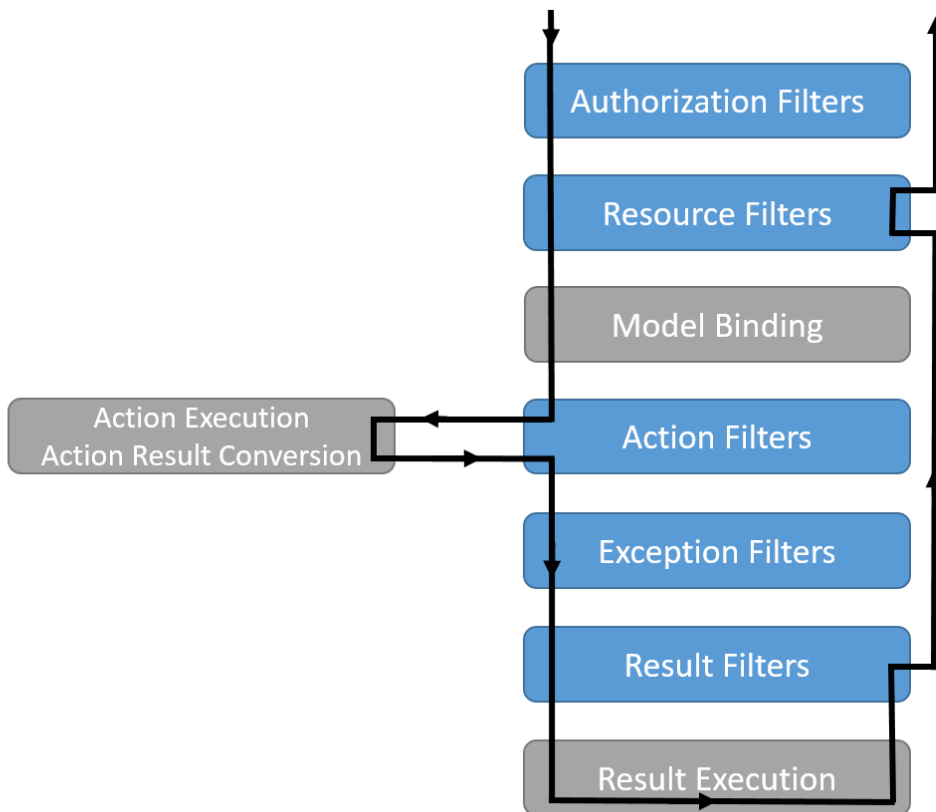 Authorization Filters
Resource Filters
Model Binding
Action Execution
Action Result Conversion
Action Filters
Exception Filters
Result Filters
Result Execution